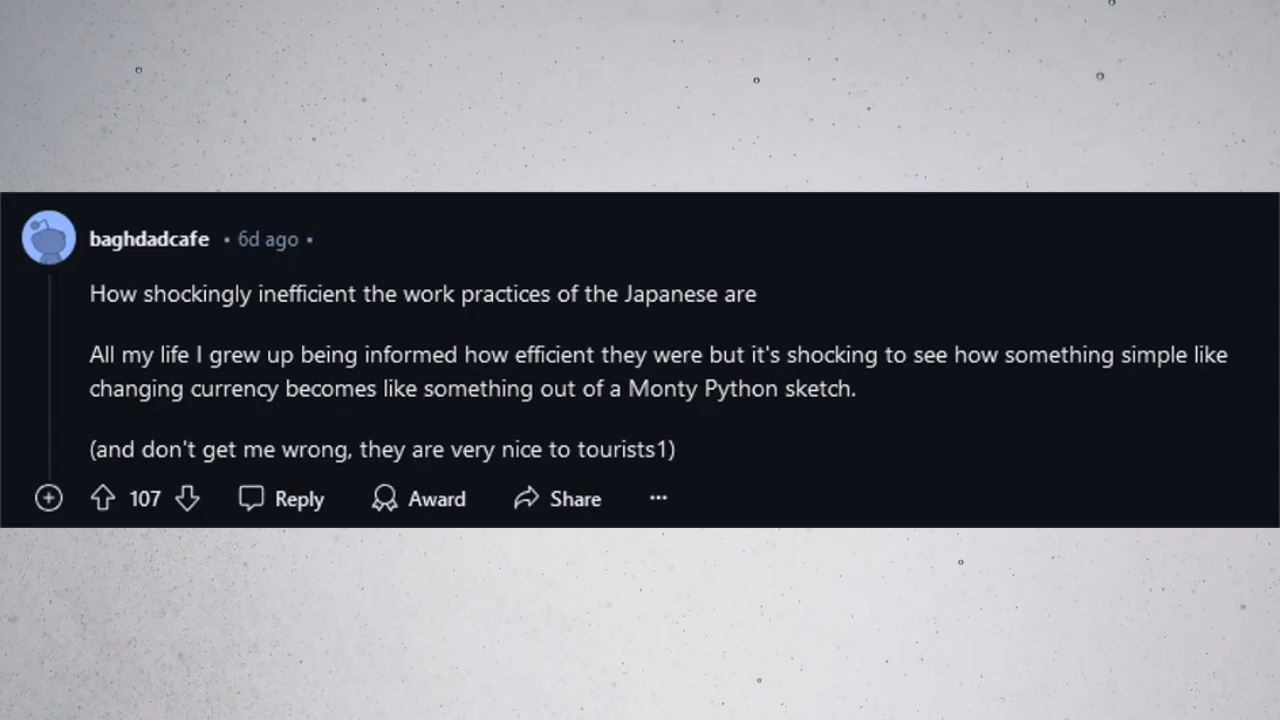 baghdadcafe • 6d ago •
How shockingly inefficient the work practices of the Japanese are
All my life I grew up being informed how efficient they were but it's shocking to see how something simple like
changing currency becomes like something out of a Monty Python sketch.
(and don't get me wrong, they are very nice to tourists1)
107 Reply Award Share ...